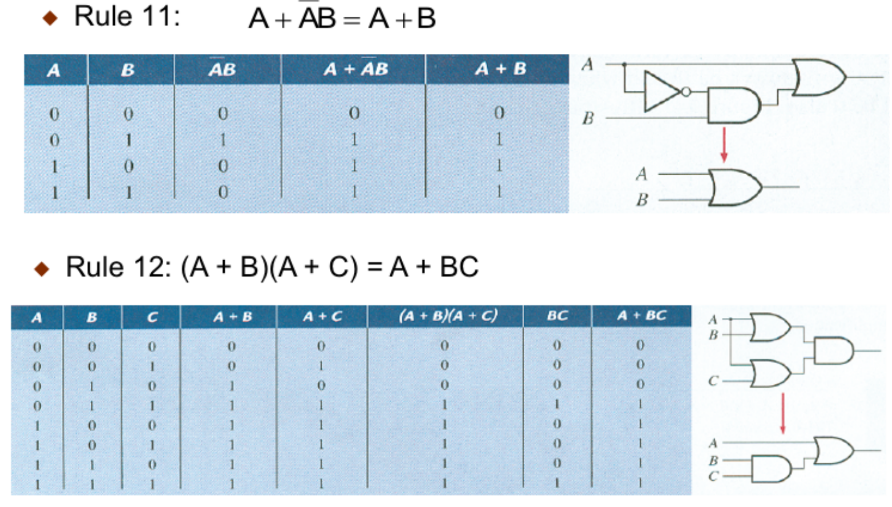 ◆ Rule 11: A + A̅B = A + B
A B A̅B A + A̅B A + B
0 0 0 0 0
0 1 1 1 1
1 0 0 1 1
1 1 0 1 1
A
B
A
B
◆ Rule 12: (A + B)(A + C) = A + BC
A B C A + B A + C (A + B)(A + C) BC A + BC
0 0 0 0 0 0 0 0
0 0 1 0 1 0 0 0
0 1 0 1 0 0 0 0
0 1 1 1 1 1 1 1
1 0 0 1 1 1 0 1
1 0 1 1 1 1 0 1
1 1 0 1 1 1 0 1
1 1 1 1 1 1 1 1
A
B
C
A
B
C